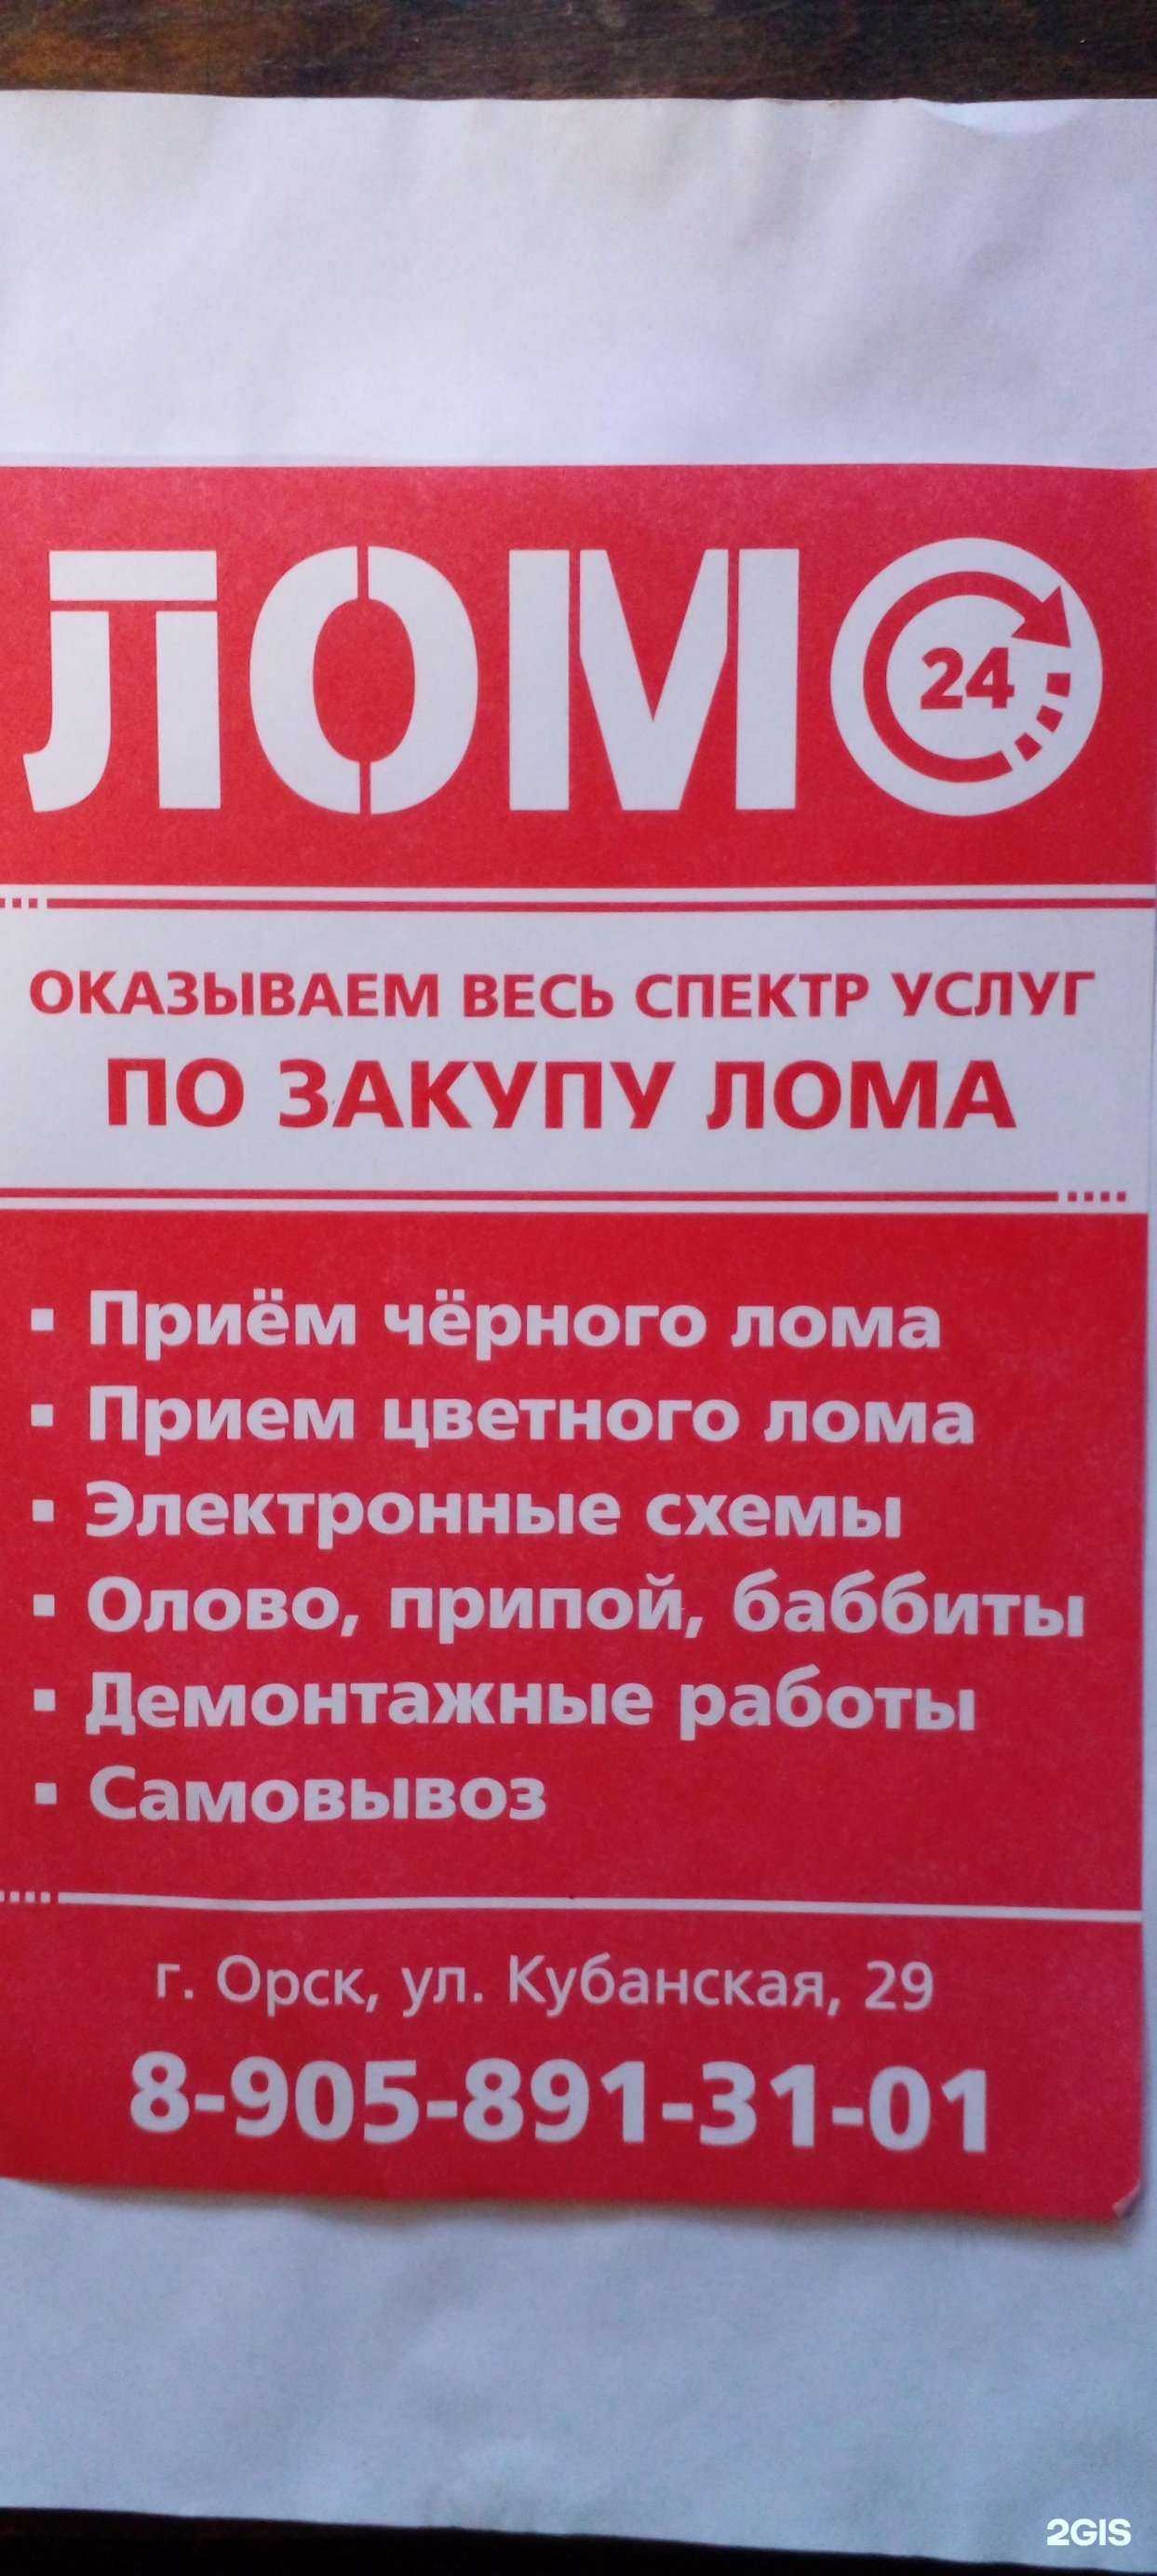 ЛОМ 24
ОКАЗЫВАЕМ ВЕСЬ СПЕКТР УСЛУГ
ПО ЗАКУПУ ЛОМА
▪ Приём чёрного лома
▪ Прием цветного лома
▪ Электронные схемы
▪ Олово, припой, баббиты
▪ Демонтажные работы
▪ Самовывоз
г. Орск, ул. Кубанская, 29
8-905-891-31-01
2GIS